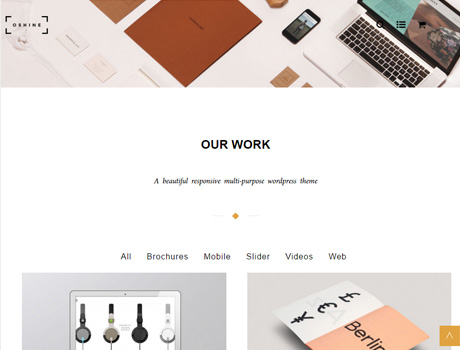 OSHINE
OUR WORK
A beautiful responsive multi-purpose wordpress theme
All Brochures Mobile Slider Videos Web
Berlin